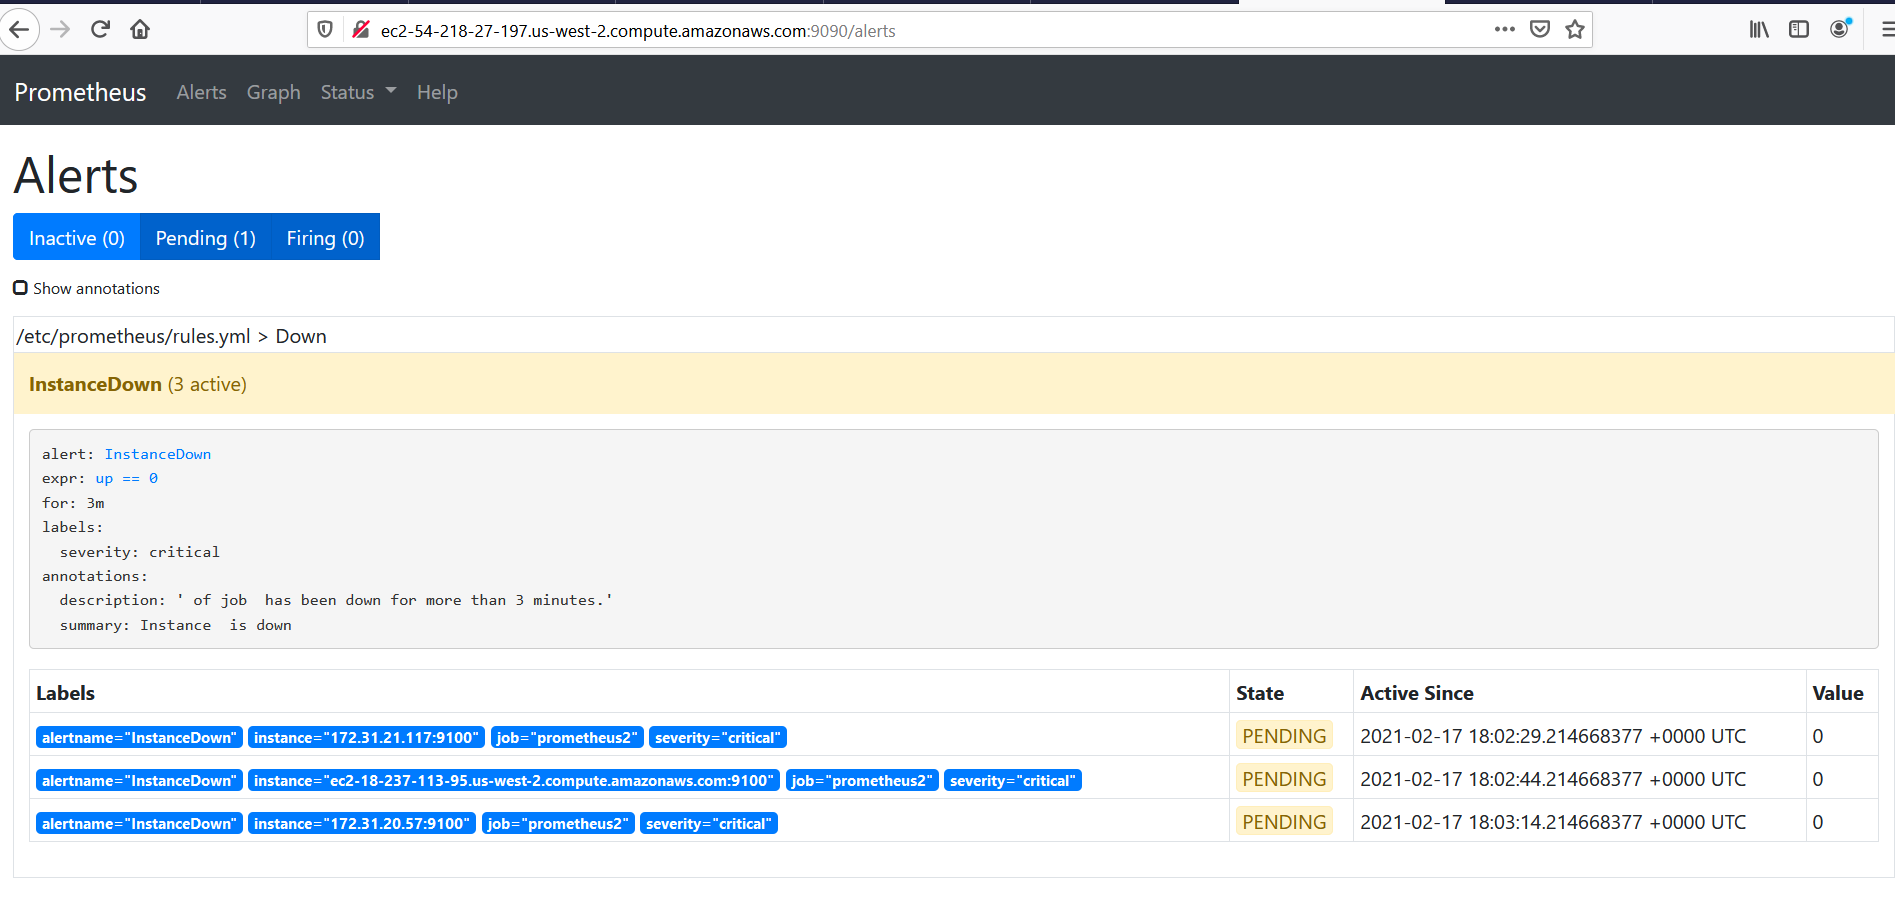 ec2-54-218-27-197.us-west-2.compute.amazonaws.com:9090/alerts
Prometheus Alerts Graph Status Help
Alerts
Inactive (0) Pending (1) Firing (0)
Show annotations
/etc/prometheus/rules.yml > Down
InstanceDown (3 active)
alert: InstanceDown
expr: up == 0
for: 3m
labels:
  severity: critical
annotations:
  description: ' of job  has been down for more than 3 minutes.'
  summary: Instance  is down
Labels State Active Since Value
alertname="InstanceDown" instance="172.31.21.117:9100" job="prometheus2" severity="critical" PENDING 2021-02-17 18:02:29.214668377 +0000 UTC 0
alertname="InstanceDown" instance="ec2-18-237-113-95.us-west-2.compute.amazonaws.com:9100" job="prometheus2" severity="critical" PENDING 2021-02-17 18:02:44.214668377 +0000 UTC 0
alertname="InstanceDown" instance="172.31.20.57:9100" job="prometheus2" severity="critical" PENDING 2021-02-17 18:03:14.214668377 +0000 UTC 0